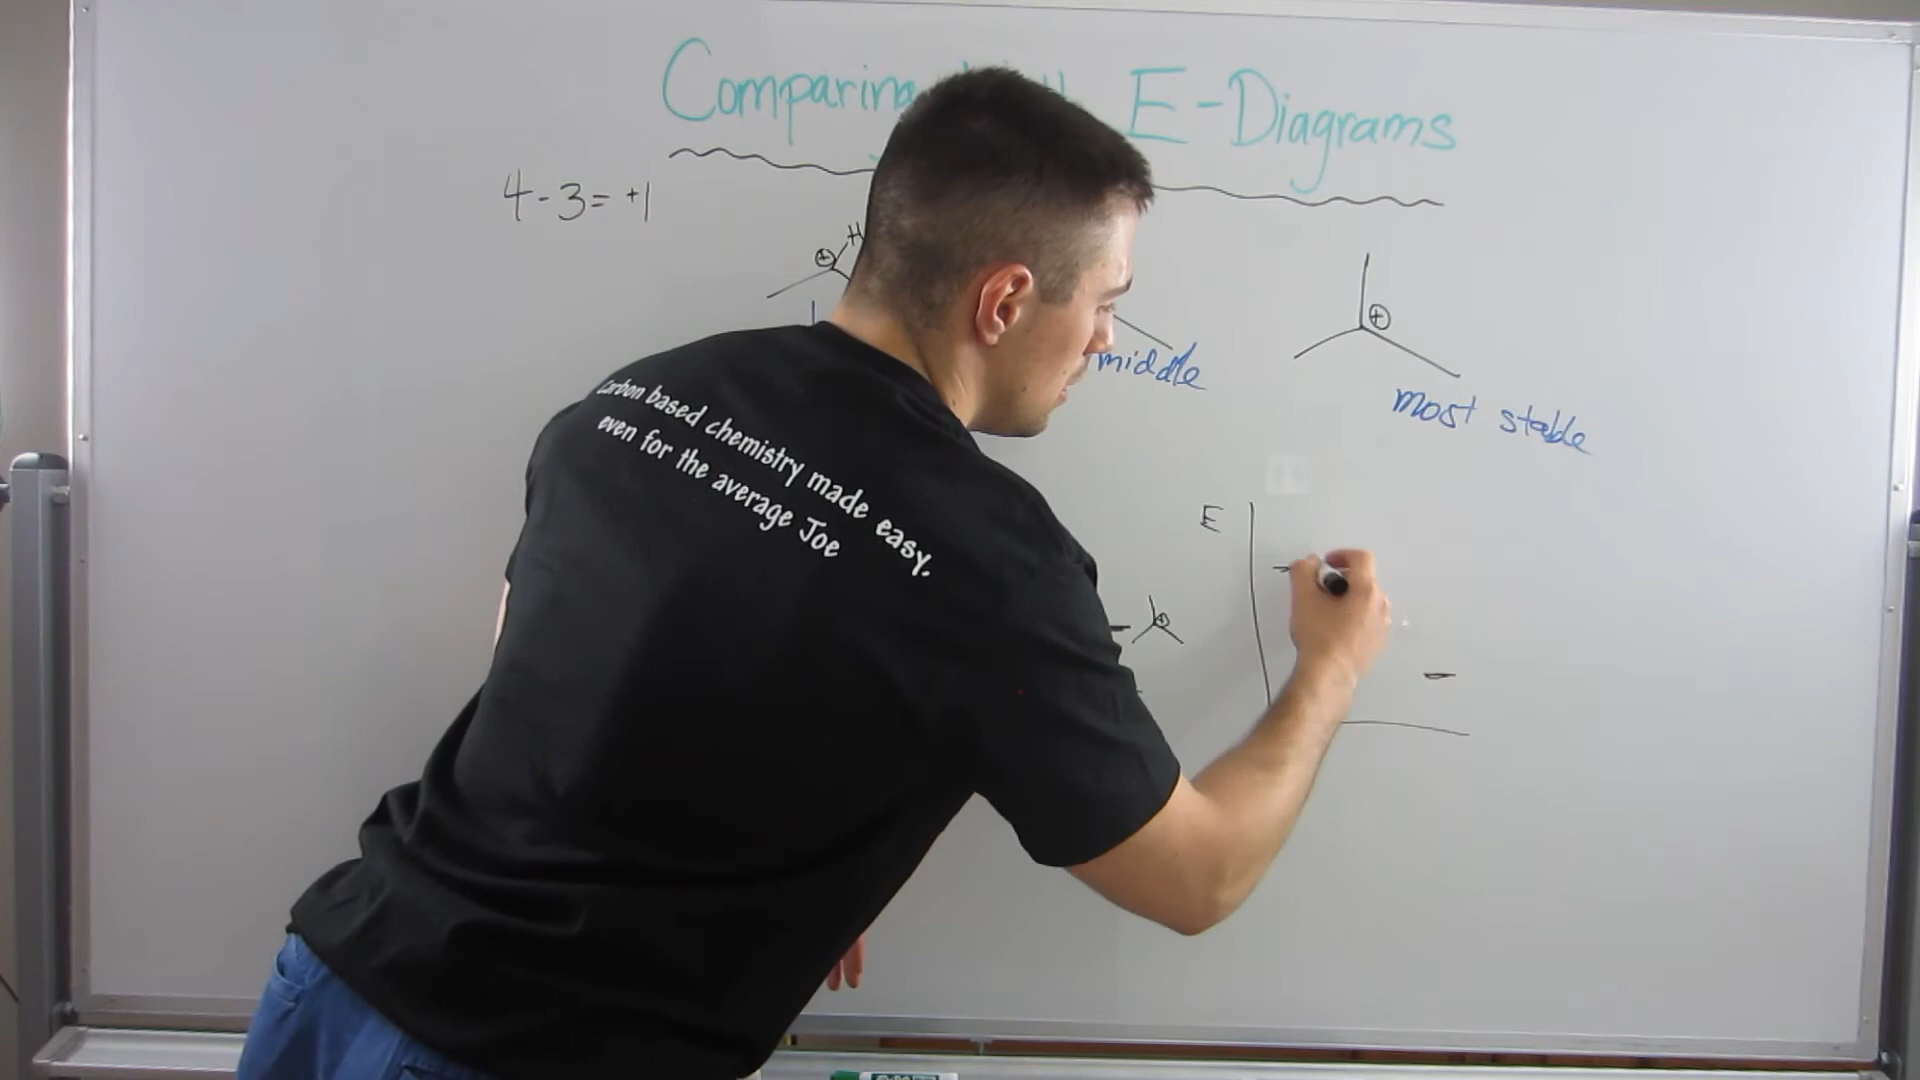 Comparing E-Diagrams
4-3=+1
+ H
+
middle
most stable
Carbon based chemistry made easy.
even for the average Joe
E
+